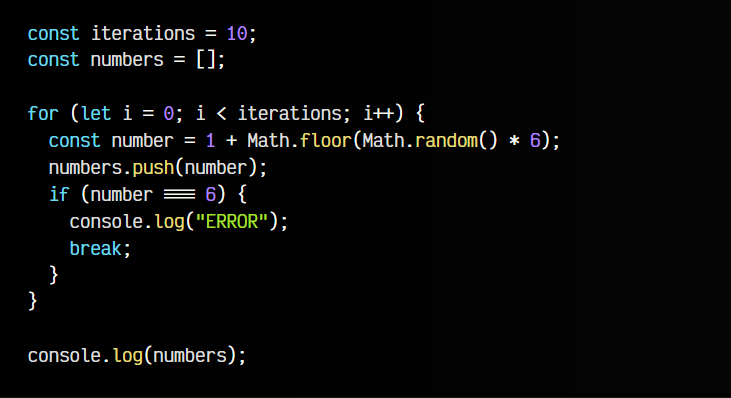 const iterations = 10;
const numbers = [];

for (let i = 0; i < iterations; i++) {
  const number = 1 + Math.floor(Math.random() * 6);
  numbers.push(number);
  if (number === 6) {
    console.log("ERROR");
    break;
  }
}

console.log(numbers);